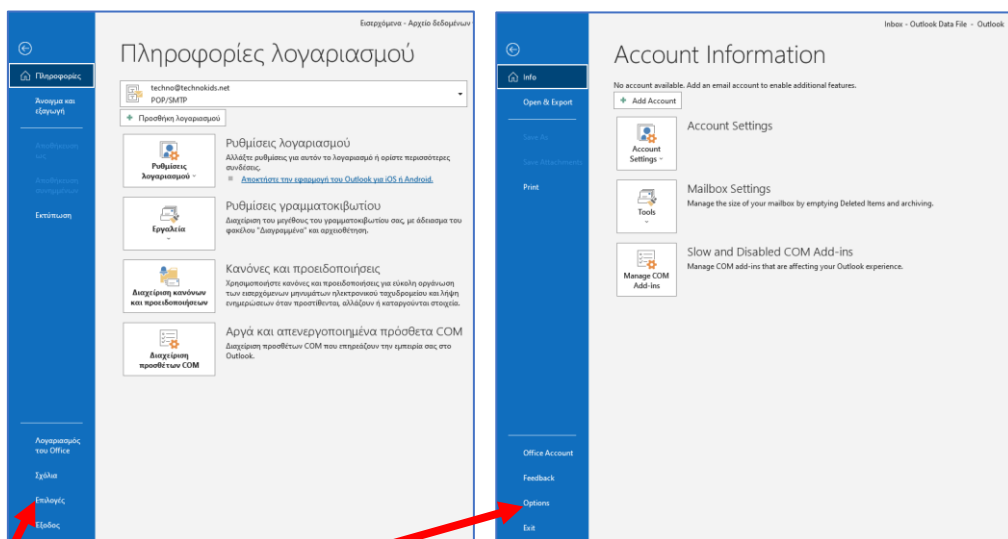 Εισερχόμενα - Αρχείο δεδομένων
Πληροφορίες λογαριασμού
Πληροφορίες
Άνοιγμα και
εξαγωγή
Αποθήκευση
ως
Αποθήκευση
συνημμένων
Εκτύπωση
Λογαριασμός
του Office
Σχόλια
Επιλογές
Έξοδος
techno@technokids.net
POP/SMTP
Προσθήκη λογαριασμού
Ρυθμίσεις
λογαριασμού
Ρυθμίσεις λογαριασμού
Αλλάξτε ρυθμίσεις για αυτόν το λογαριασμό ή ορίστε περισσότερες
συνδέσεις.
Αποκτήστε την εφαρμογή του Outlook για iOS ή Android.
Εργαλεία
Ρυθμίσεις γραμματοκιβωτίου
Διαχείριση του μεγέθους του γραμματοκιβωτίου σας, με άδειασμα του
φακέλου "Διαγραμμένα" και αρχειοθέτηση.
Διαχείριση κανόνων
και προειδοποιήσεων
Κανόνες και προειδοποιήσεις
Χρησιμοποιήστε κανόνες και προειδοποιήσεις για εύκολη οργάνωση
των εισερχόμενων μηνυμάτων ηλεκτρονικού ταχυδρομείου και λήψη
ενημερώσεων όταν προστίθενται, αλλάζουν ή καταργούνται στοιχεία.
Διαχείριση
προσθέτων COM
Αργά και απενεργοποιημένα πρόσθετα COM
Διαχείριση προσθέτων COM που επηρεάζουν την εμπειρία σας στο
Outlook.
Inbox - Outlook Data File - Outlook
Account Information
Info
Open & Export
Save As
Save Attachments
Print
Office Account
Feedback
Options
Exit
No account available. Add an email account to enable additional features.
Add Account
Account
Settings
Account Settings
Tools
Mailbox Settings
Manage the size of your mailbox by emptying Deleted Items and archiving.
Manage COM
Add-ins
Slow and Disabled COM Add-ins
Manage COM add-ins that are affecting your Outlook experience.